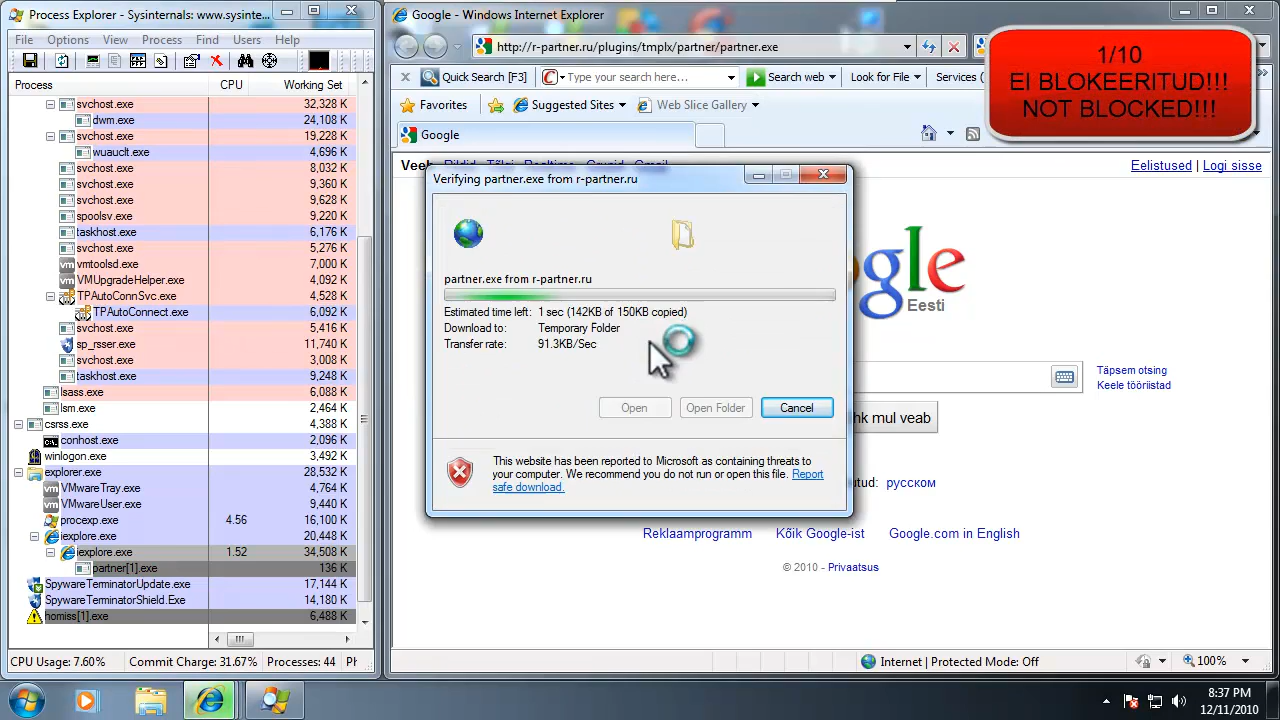 Process Explorer - Sysinternals: www.sysinte...
File Options View Process Find Users Help
Process CPU Working Set
svchost.exe 32,328 K
dwm.exe 24,108 K
svchost.exe 19,228 K
wuauclt.exe 4,696 K
svchost.exe 8,032 K
svchost.exe 9,360 K
svchost.exe 9,628 K
spoolsv.exe 9,220 K
taskhost.exe 6,176 K
svchost.exe 5,276 K
vmtoolsd.exe 7,000 K
VMUpgradeHelper.exe 4,092 K
TPAutoConnSvc.exe 4,528 K
TPAutoConnect.exe 6,092 K
svchost.exe 5,416 K
sp_rsser.exe 11,740 K
svchost.exe 3,008 K
taskhost.exe 9,248 K
lsass.exe 6,088 K
lsm.exe 2,464 K
csrss.exe 4,388 K
conhost.exe 2,096 K
winlogon.exe 3,492 K
explorer.exe 28,532 K
VMwareTray.exe 4,764 K
VMwareUser.exe 9,440 K
procexp.exe 4.56 16,100 K
iexplore.exe 20,448 K
iexplore.exe 1.52 34,508 K
partner[1].exe 136 K
SpywareTerminatorUpdate.exe 17,144 K
SpywareTerminatorShield.Exe 14,180 K
homiss[1].exe 6,488 K
CPU Usage: 7.60% Commit Charge: 31.67% Processes: 44
Google - Windows Internet Explorer
http://r-partner.ru/plugins/tmplx/partner/partner.exe
Quick Search [F3] Type your search here... Search web Look for File Services
Favorites Suggested Sites Web Slice Gallery
Google
1/10
EI BLOKEERITUD!!!
NOT BLOCKED!!!
Veeb Pildid Tõlgi Realtime Grupid Gmail
Eelistused | Logi sisse
Verifying partner.exe from r-partner.ru
partner.exe from r-partner.ru
Estimated time left: 1 sec (142KB of 150KB copied)
Download to: Temporary Folder
Transfer rate: 91.3KB/Sec
Open Open Folder Cancel
This website has been reported to Microsoft as containing threats to
your computer. We recommend you do not run or open this file. Report
safe download.
gle
Eesti
Täpsem otsing
Keele tööriistad
hk mul veab
utud: русский
Reklaamprogramm Kõik Google-ist Google.com in English
© 2010 - Privaatsus
Internet | Protected Mode: Off 100%
8:37 PM
12/11/2010